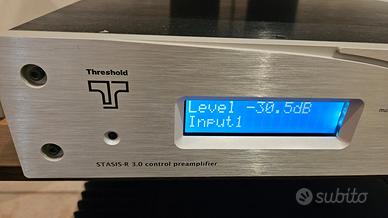 Threshold
Level -30.5dB
Input1
STASIS-R 3.0 control preamplifier
subito